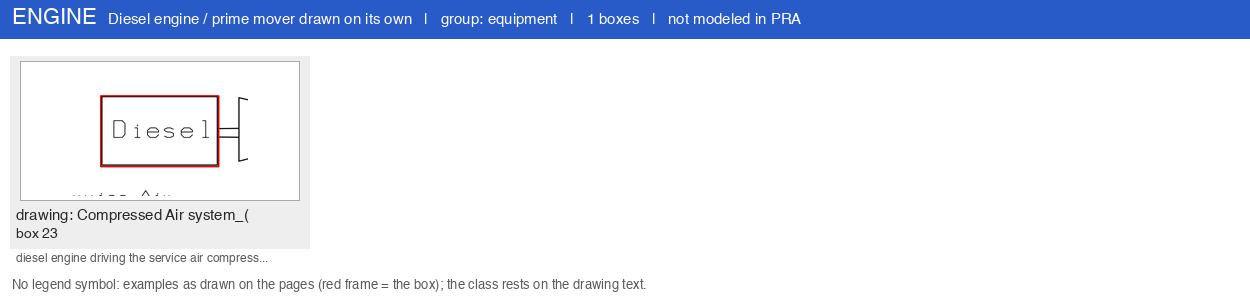 ENGINE Diesel engine / prime mover drawn on its own | group: equipment | 1 boxes | not modeled in PRA
Diesel
drawing: Compressed Air system_(
box 23
diesel engine driving the service air compress...
No legend symbol: examples as drawn on the pages (red frame = the box); the class rests on the drawing text.